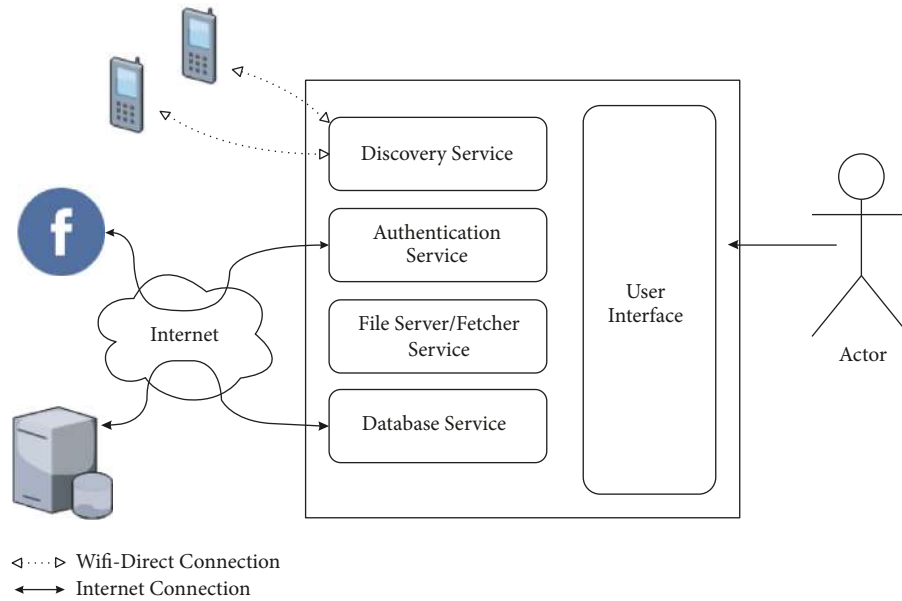 Discovery Service
Authentication
Service
File Server/Fetcher
Service
Database Service
User
Interface
Actor
f
Internet
Wifi-Direct Connection
Internet Connection